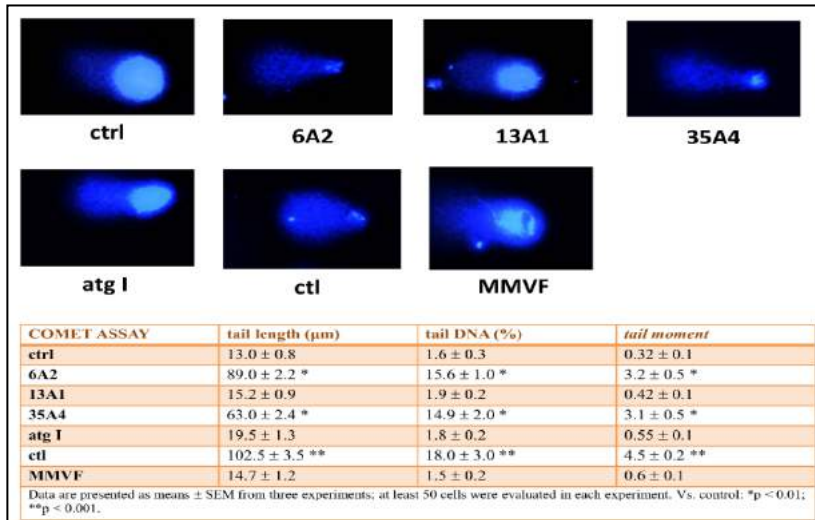 ctrl 6A2 13A1 35A4
atg I ctl MMVF
COMET ASSAY tail length (μm) tail DNA (%) tail moment
ctrl 13.0 ± 0.8 1.6 ± 0.3 0.32 ± 0.1
6A2 89.0 ± 2.2 * 15.6 ± 1.0 * 3.2 ± 0.5 *
13A1 15.2 ± 0.9 1.9 ± 0.2 0.42 ± 0.1
35A4 63.0 ± 2.4 * 14.9 ± 2.0 * 3.1 ± 0.5 *
atg I 19.5 ± 1.3 1.8 ± 0.2 0.55 ± 0.1
ctl 102.5 ± 3.5 ** 18.0 ± 3.0 ** 4.5 ± 0.2 **
MMVF 14.7 ± 1.2 1.5 ± 0.2 0.6 ± 0.1
Data are presented as means ± SEM from three experiments; at least 50 cells were evaluated in each experiment. Vs. control: *p < 0.01;
**p < 0.001.